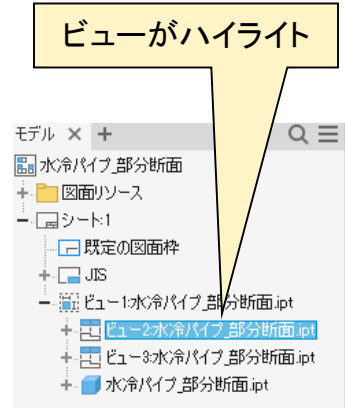 ビューがハイライト
モデル × +
水冷パイプ_部分断面
図面リソース
シート:1
既定の図面枠
JIS
ビュー1:水冷パイプ_部分断面.ipt
ビュー2:水冷パイプ_部分断面.ipt
ビュー3:水冷パイプ_部分断面.ipt
水冷パイプ_部分断面.ipt